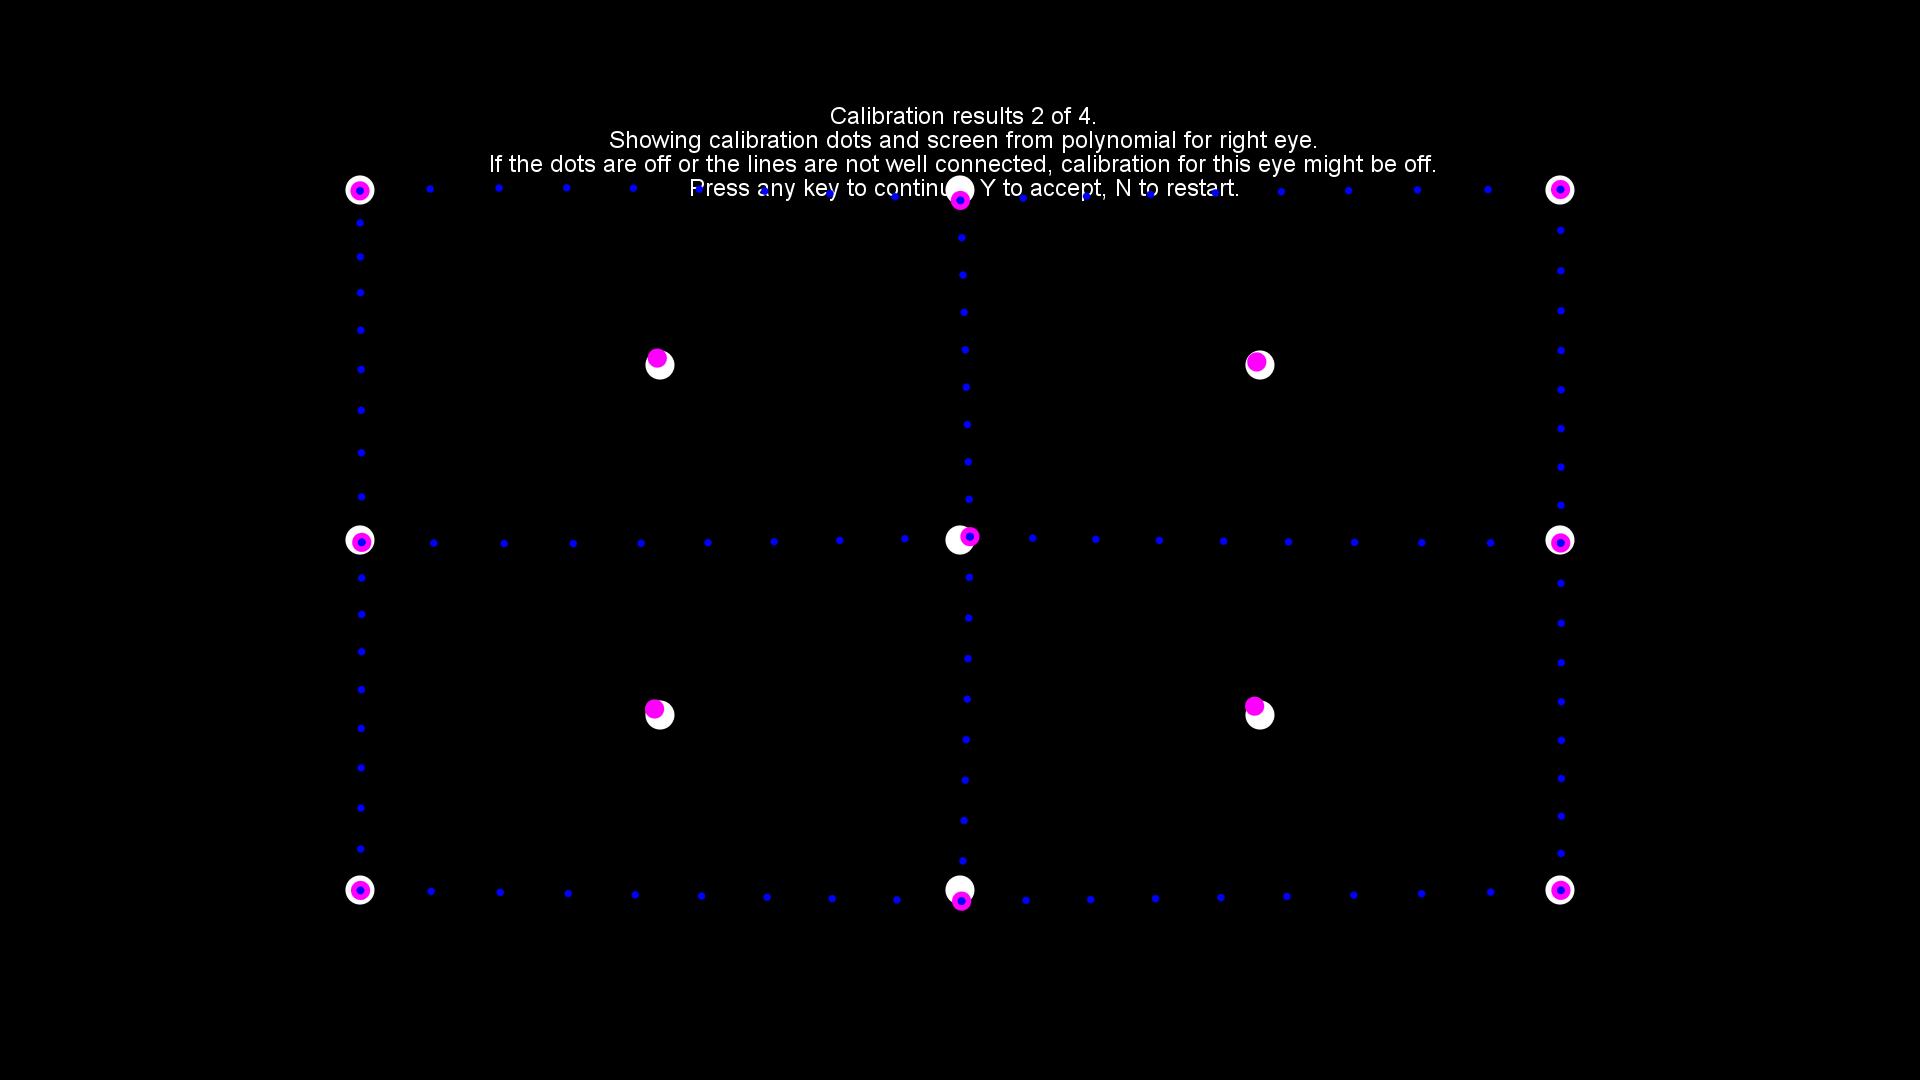 Calibration results 2 of 4.
Showing calibration dots and screen from polynomial for right eye.
If the dots are off or the lines are not well connected, calibration for this eye might be off.
Press any key to continue, Y to accept, N to restart.